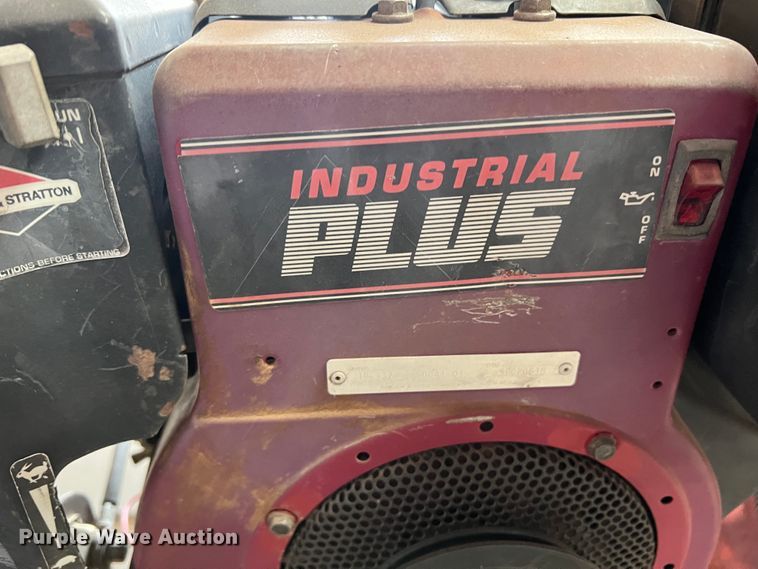 UN
& STRATTON
CTIONS BEFORE STARTING
INDUSTRIAL
PLUS
ON
OFF
Purple Wave Auction